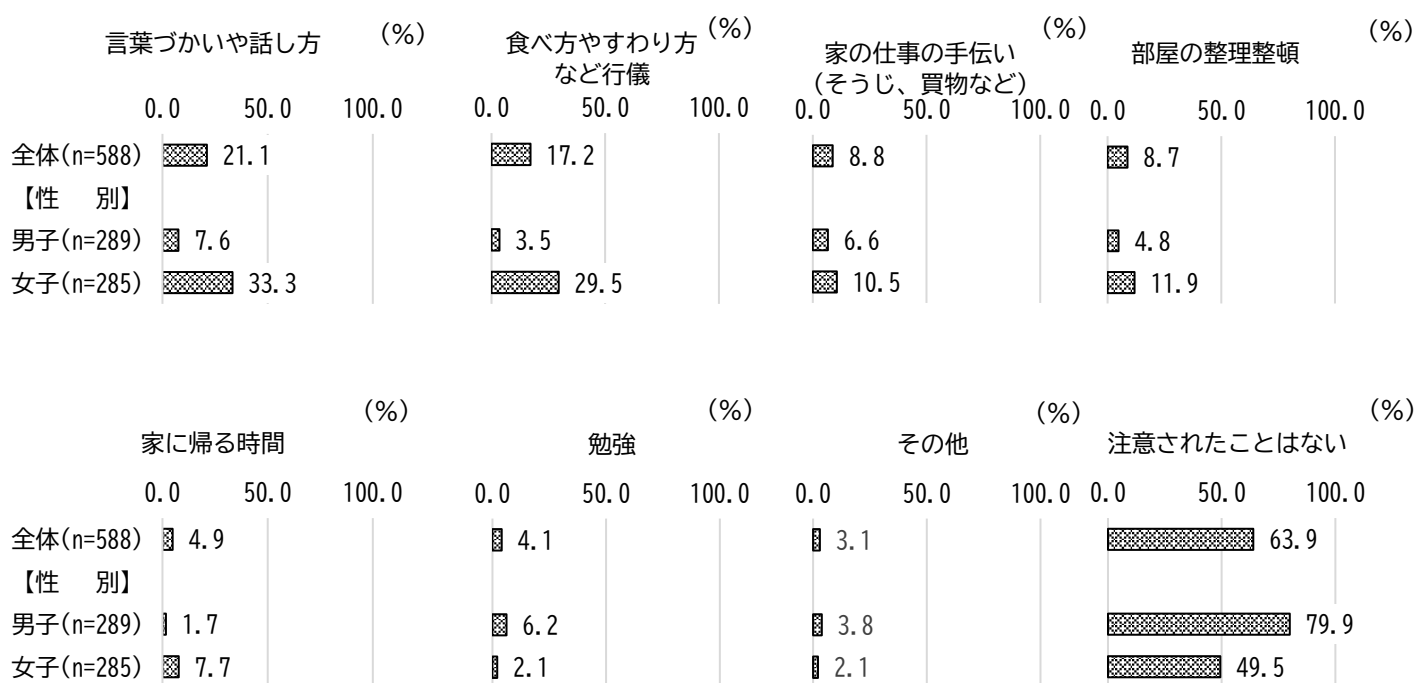 言葉づかいや話し方 (%)
0.0 50.0 100.0
食べ方やすわり方
など行儀 (%)
0.0 50.0 100.0
家の仕事の手伝い
（そうじ、買物など） (%)
0.0 50.0 100.0
部屋の整理整頓 (%)
0.0 50.0 100.0
全体(n=588) 21.1 17.2 8.8 8.7
【性　別】
男子(n=289) 7.6 3.5 6.6 4.8
女子(n=285) 33.3 29.5 10.5 11.9
家に帰る時間 (%)
0.0 50.0 100.0
勉強 (%)
0.0 50.0 100.0
その他 (%)
0.0 50.0 100.0
注意されたことはない (%)
0.0 50.0 100.0
全体(n=588) 4.9 4.1 3.1 63.9
【性　別】
男子(n=289) 1.7 6.2 3.8 79.9
女子(n=285) 7.7 2.1 2.1 49.5